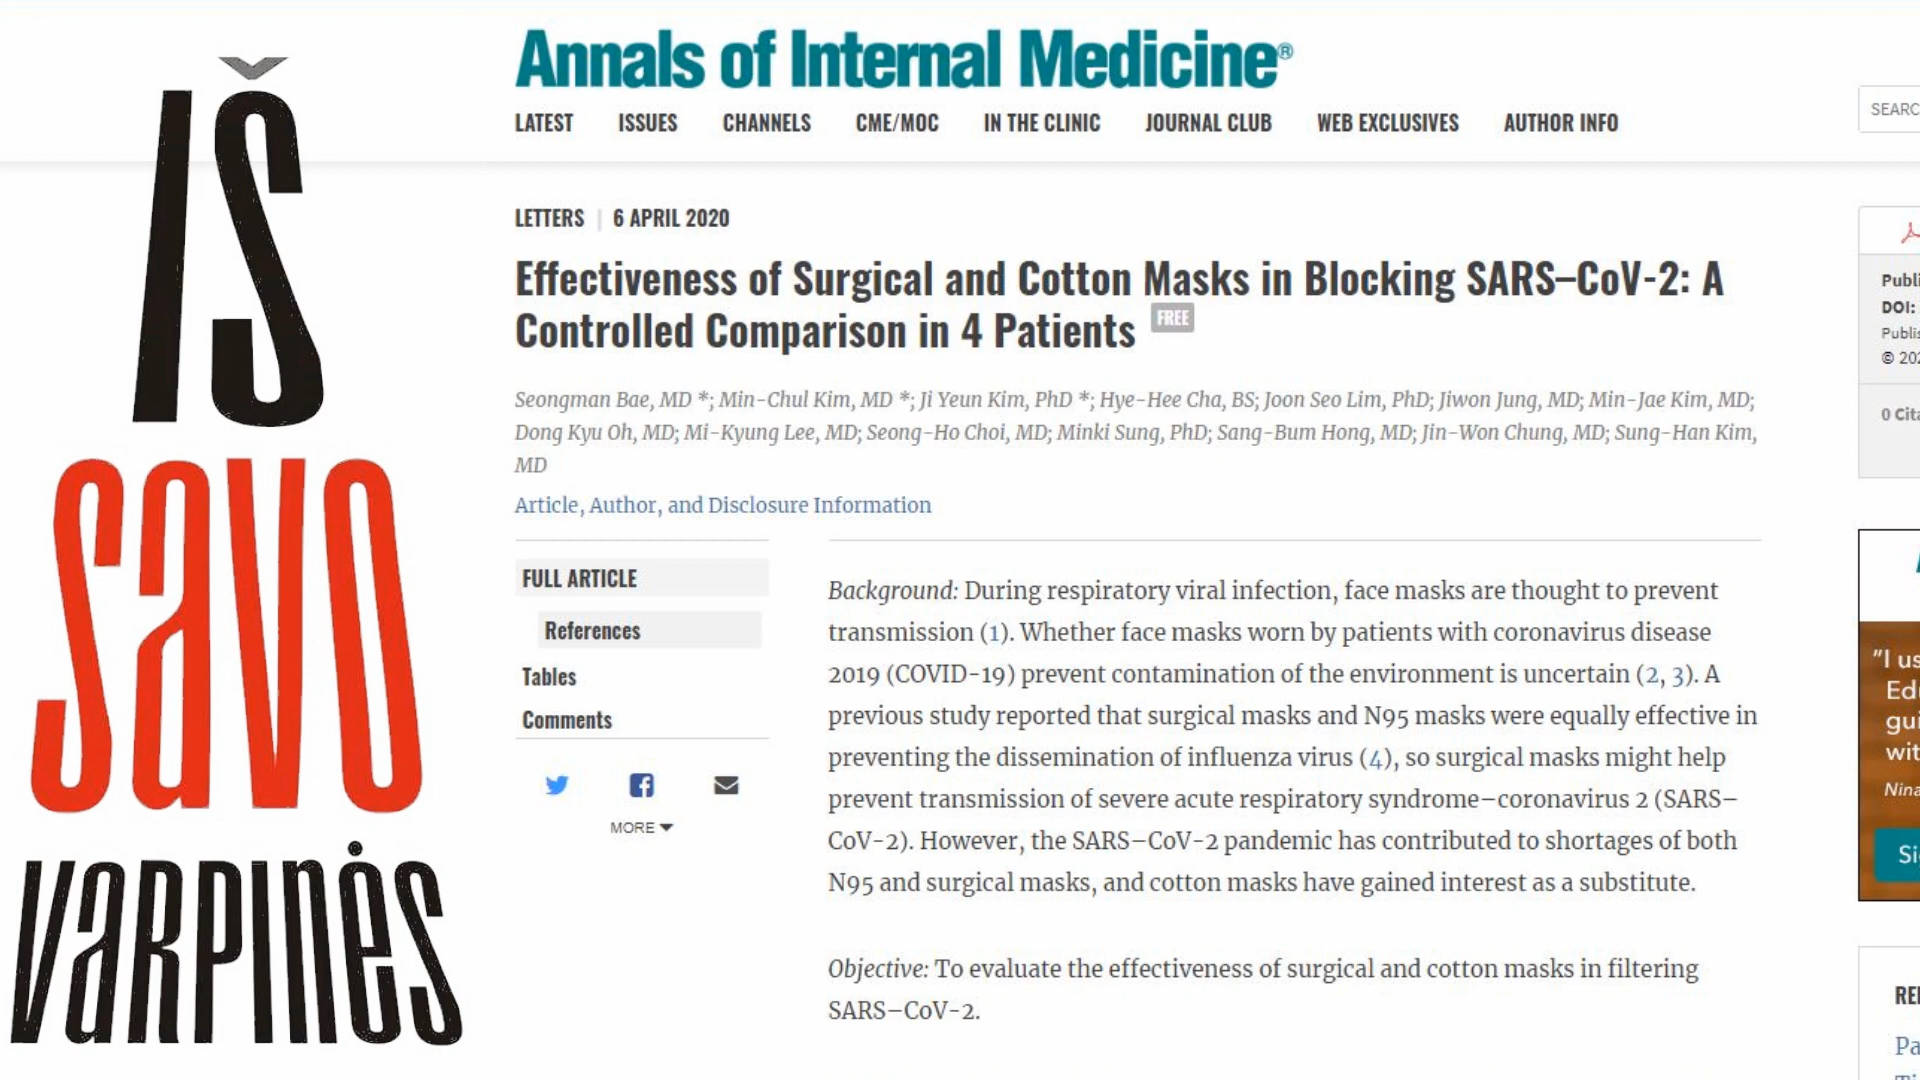 IŠ
SAVO
VARPINĖS
Annals of Internal Medicine®
LATEST ISSUES CHANNELS CME/MOC IN THE CLINIC JOURNAL CLUB WEB EXCLUSIVES AUTHOR INFO
LETTERS | 6 APRIL 2020
Effectiveness of Surgical and Cotton Masks in Blocking SARS–CoV-2: A
Controlled Comparison in 4 Patients FREE
Seongman Bae, MD *; Min-Chul Kim, MD *; Ji Yeun Kim, PhD *; Hye-Hee Cha, BS; Joon Seo Lim, PhD; Jiwon Jung, MD; Min-Jae Kim, MD;
Dong Kyu Oh, MD; Mi-Kyung Lee, MD; Seong-Ho Choi, MD; Minki Sung, PhD; Sang-Bum Hong, MD; Jin-Won Chung, MD; Sung-Han Kim,
MD
Article, Author, and Disclosure Information
FULL ARTICLE
References
Tables
Comments
MORE
Background: During respiratory viral infection, face masks are thought to prevent
transmission (1). Whether face masks worn by patients with coronavirus disease
2019 (COVID-19) prevent contamination of the environment is uncertain (2, 3). A
previous study reported that surgical masks and N95 masks were equally effective in
preventing the dissemination of influenza virus (4), so surgical masks might help
prevent transmission of severe acute respiratory syndrome–coronavirus 2 (SARS–
CoV-2). However, the SARS–CoV-2 pandemic has contributed to shortages of both
N95 and surgical masks, and cotton masks have gained interest as a substitute.
Objective: To evaluate the effectiveness of surgical and cotton masks in filtering
SARS–CoV-2.
DOI:
"I us
gui
wit
Nina